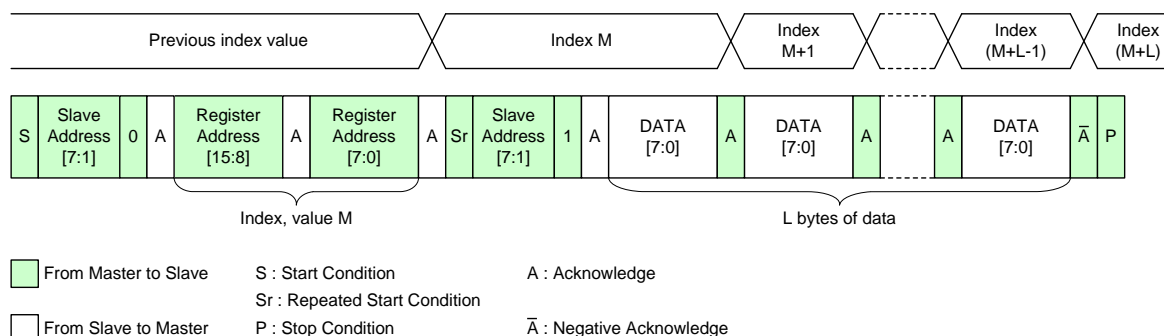 Previous index value
Index M
Index
M+1
Index
(M+L-1)
Index
(M+L)
S
Slave
Address
[7:1]
0
A
Register
Address
[15:8]
A
Register
Address
[7:0]
A
Sr
Slave
Address
[7:1]
1
A
DATA
[7:0]
A
DATA
[7:0]
A
A
DATA
[7:0]
A̅
P
Index, value M
L bytes of data
From Master to Slave
S : Start Condition
A : Acknowledge
Sr : Repeated Start Condition
From Slave to Master
P : Stop Condition
A̅ : Negative Acknowledge